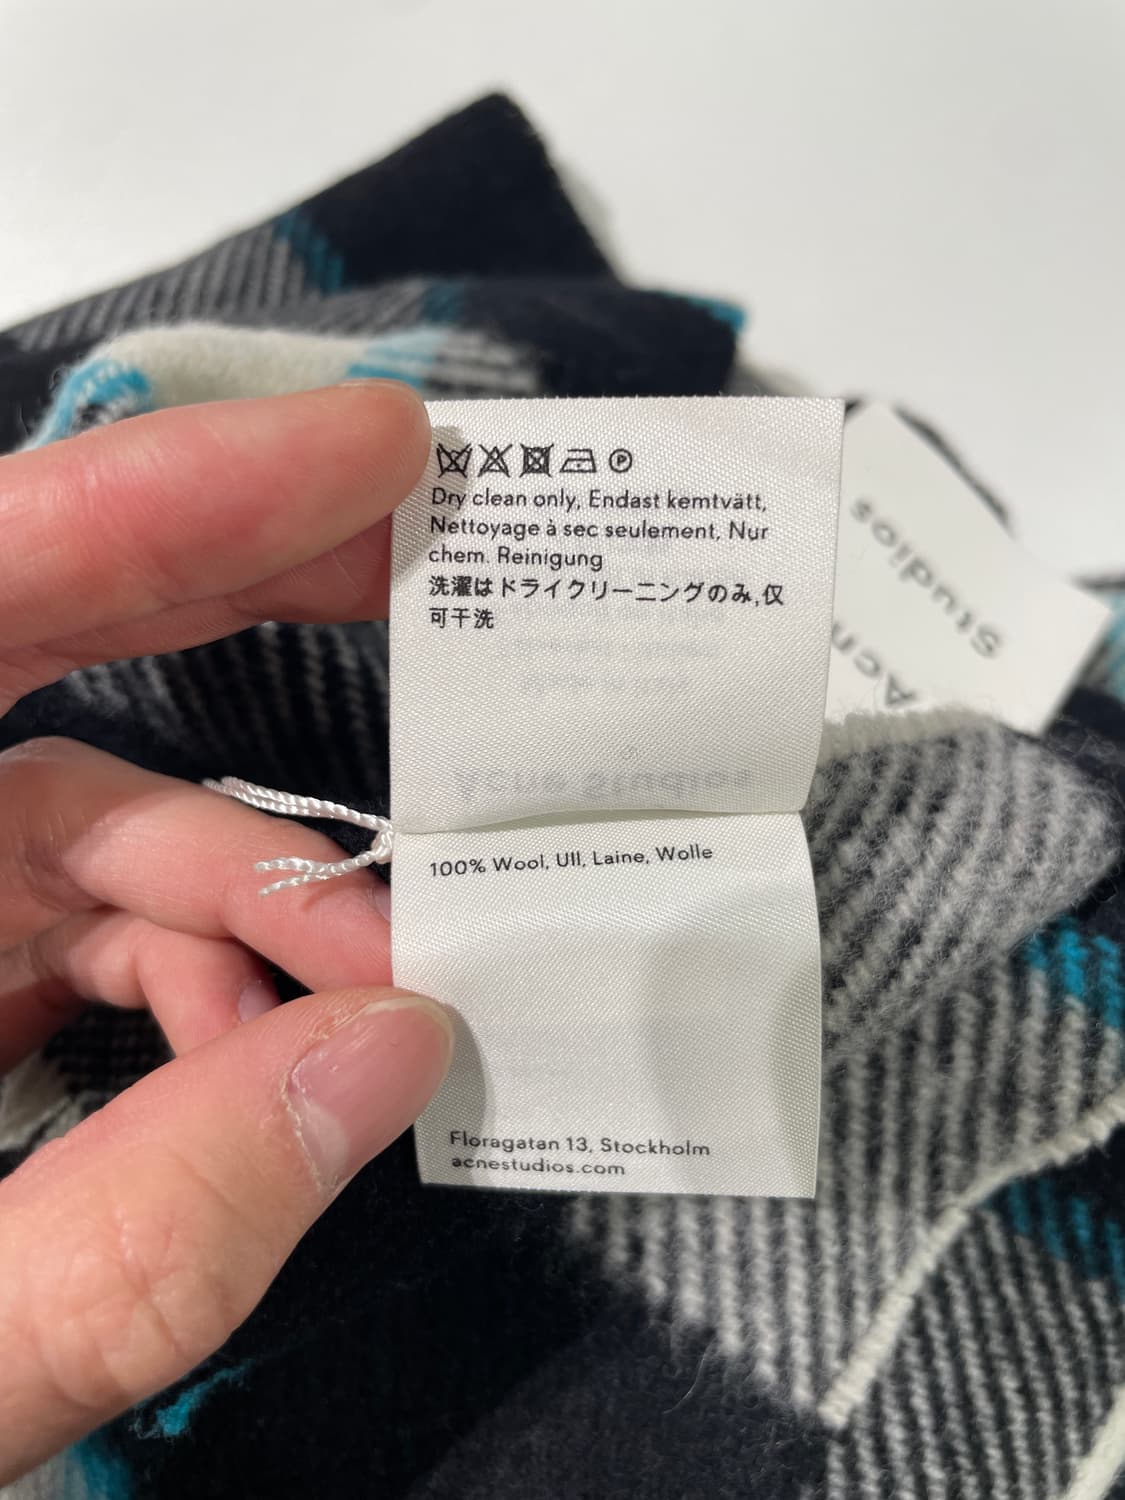 P
Dry clean only, Endast kemtvätt,
Nettoyage à sec seulement, Nur
chem. Reinigung
洗濯はドライクリーニングのみ,仅
可干洗
100% Wool, Ull, Laine, Wolle
Floragatan 13, Stockholm
acnestudios.com
Acn
Studios